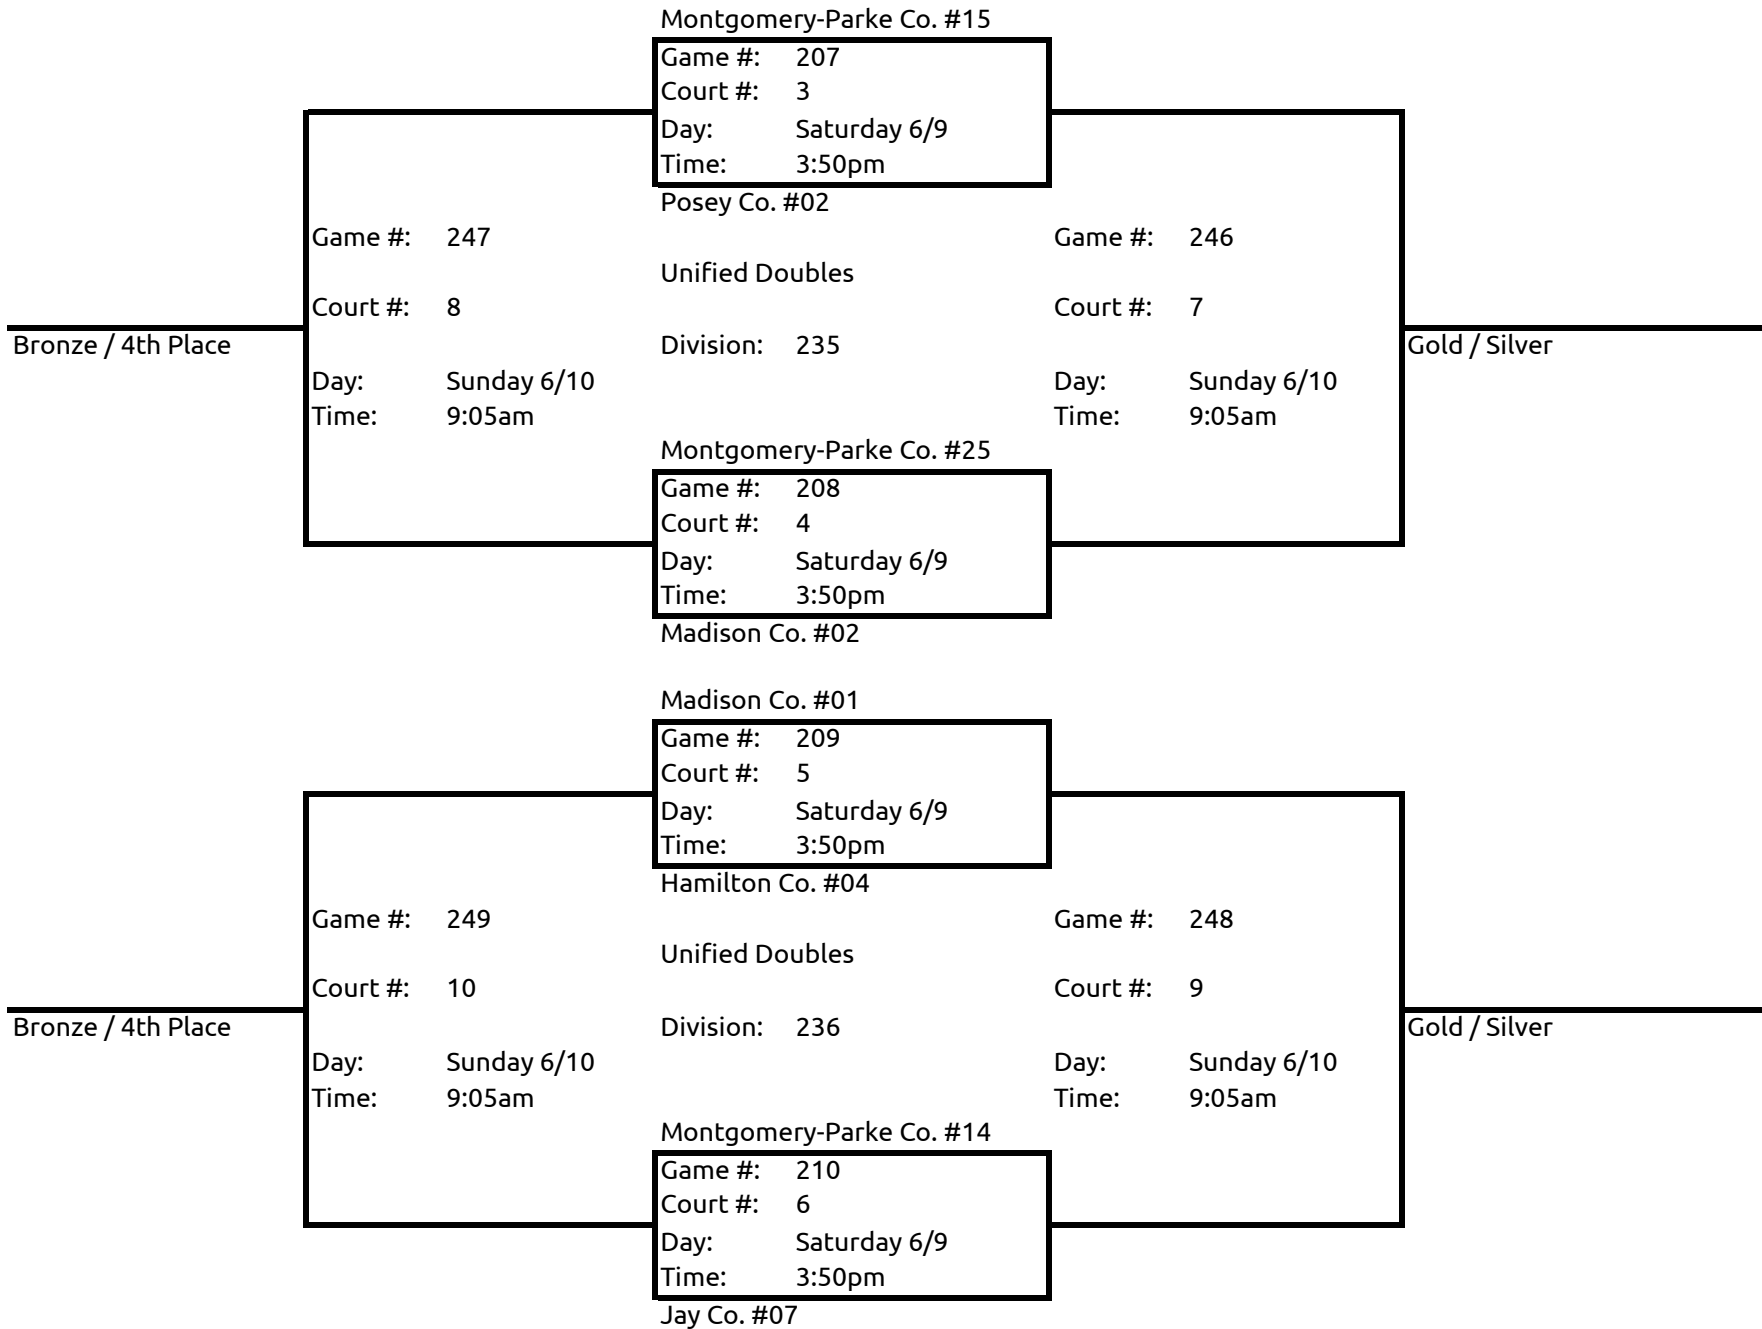 Montgomery-Parke Co. #15
Game #: 207
Court #: 3
Day: Saturday 6/9
Time: 3:50pm
Posey Co. #02
Game #: 247
Game #: 246
Unified Doubles
Court #: 8
Court #: 7
Bronze / 4th Place
Division: 235
Gold / Silver
Day: Sunday 6/10
Day: Sunday 6/10
Time: 9:05am
Time: 9:05am
Montgomery-Parke Co. #25
Game #: 208
Court #: 4
Day: Saturday 6/9
Time: 3:50pm
Madison Co. #02
Madison Co. #01
Game #: 209
Court #: 5
Day: Saturday 6/9
Time: 3:50pm
Hamilton Co. #04
Game #: 249
Game #: 248
Unified Doubles
Court #: 10
Court #: 9
Bronze / 4th Place
Division: 236
Gold / Silver
Day: Sunday 6/10
Day: Sunday 6/10
Time: 9:05am
Time: 9:05am
Montgomery-Parke Co. #14
Game #: 210
Court #: 6
Day: Saturday 6/9
Time: 3:50pm
Jay Co. #07